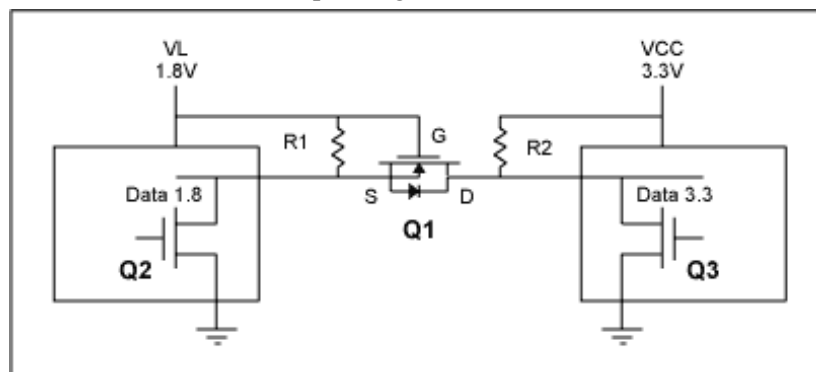 VL
1.8V
VCC
3.3V
R1
G
R2
Data 1.8
S
D
Data 3.3
Q1
Q2
Q3